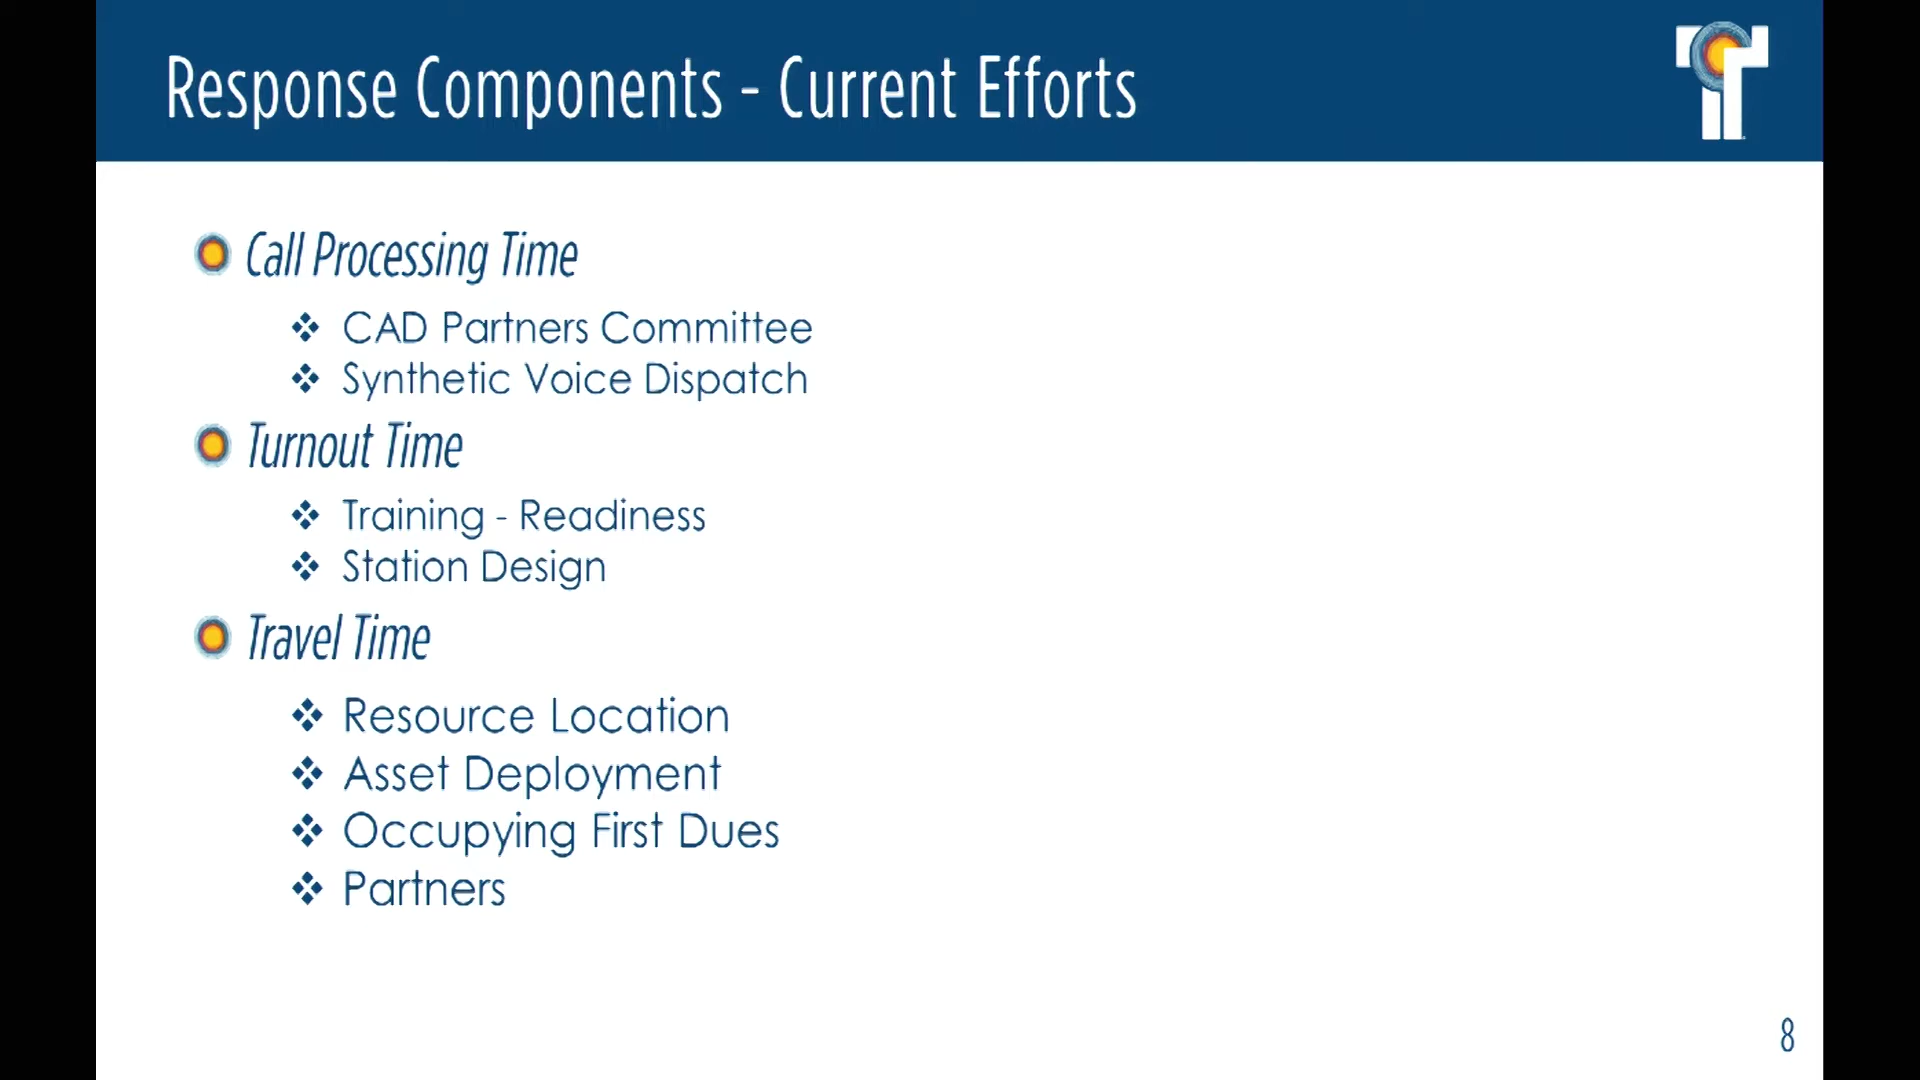 Response Components - Current Efforts
Call Processing Time
CAD Partners Committee
Synthetic Voice Dispatch
Turnout Time
Training - Readiness
Station Design
Travel Time
Resource Location
Asset Deployment
Occupying First Dues
Partners
8